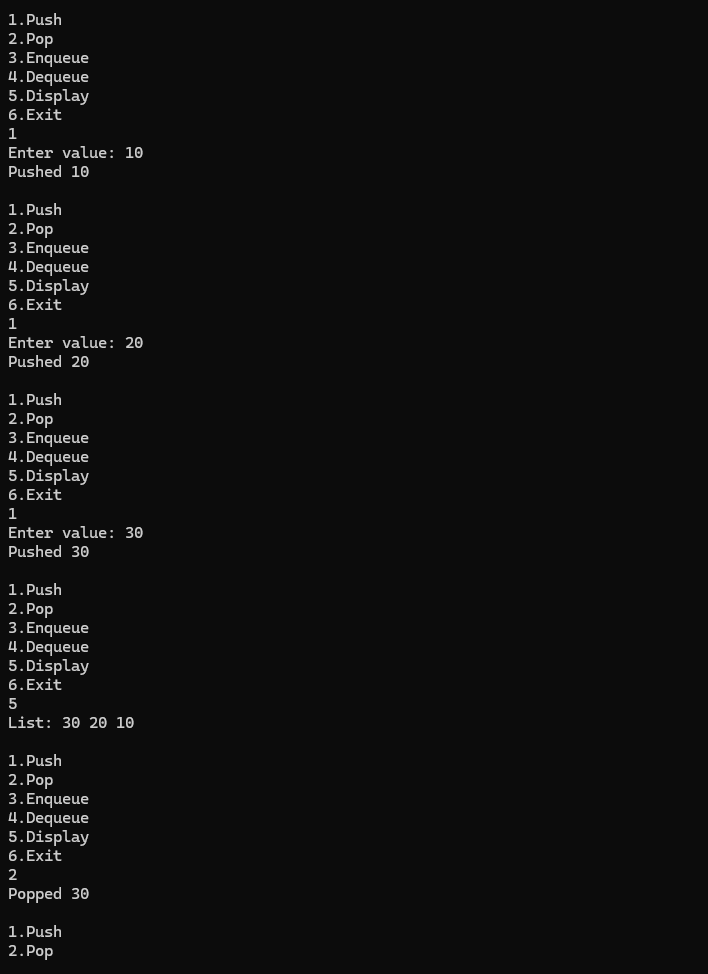 1.Push
2.Pop
3.Enqueue
4.Dequeue
5.Display
6.Exit
1
Enter value: 10
Pushed 10

1.Push
2.Pop
3.Enqueue
4.Dequeue
5.Display
6.Exit
1
Enter value: 20
Pushed 20

1.Push
2.Pop
3.Enqueue
4.Dequeue
5.Display
6.Exit
1
Enter value: 30
Pushed 30

1.Push
2.Pop
3.Enqueue
4.Dequeue
5.Display
6.Exit
5
List: 30 20 10

1.Push
2.Pop
3.Enqueue
4.Dequeue
5.Display
6.Exit
2
Popped 30

1.Push
2.Pop